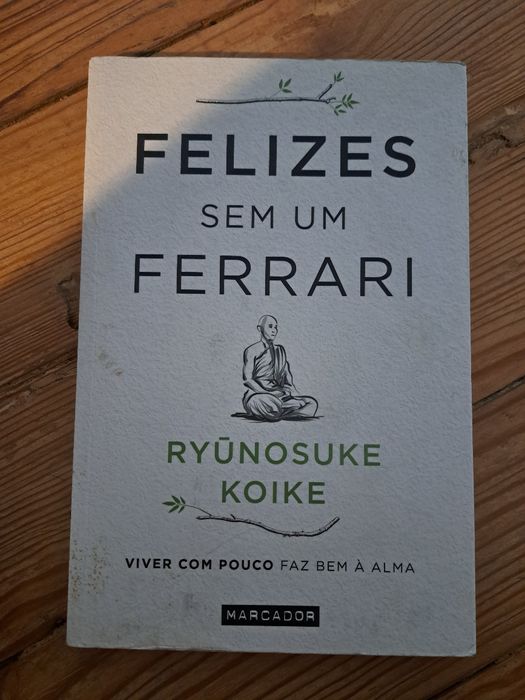 FELIZES
SEM UM
FERRARI
RYŪNOSUKE
KOIKE
VIVER COM POUCO FAZ BEM À ALMA
MARCADOR